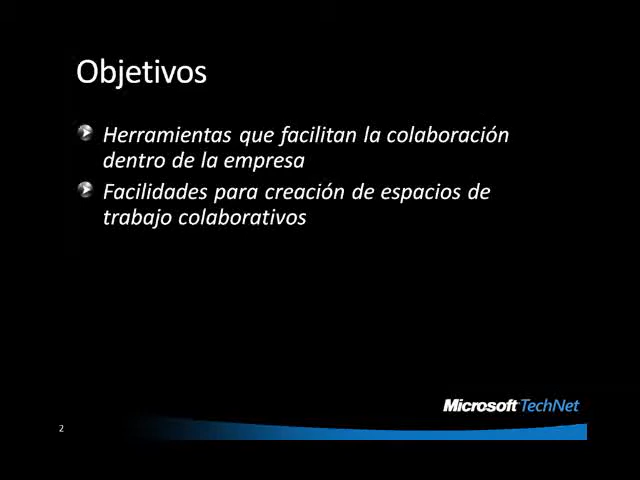 Objetivos
Herramientas que facilitan la colaboración
dentro de la empresa
Facilidades para creación de espacios de
trabajo colaborativos
Microsoft TechNet
2